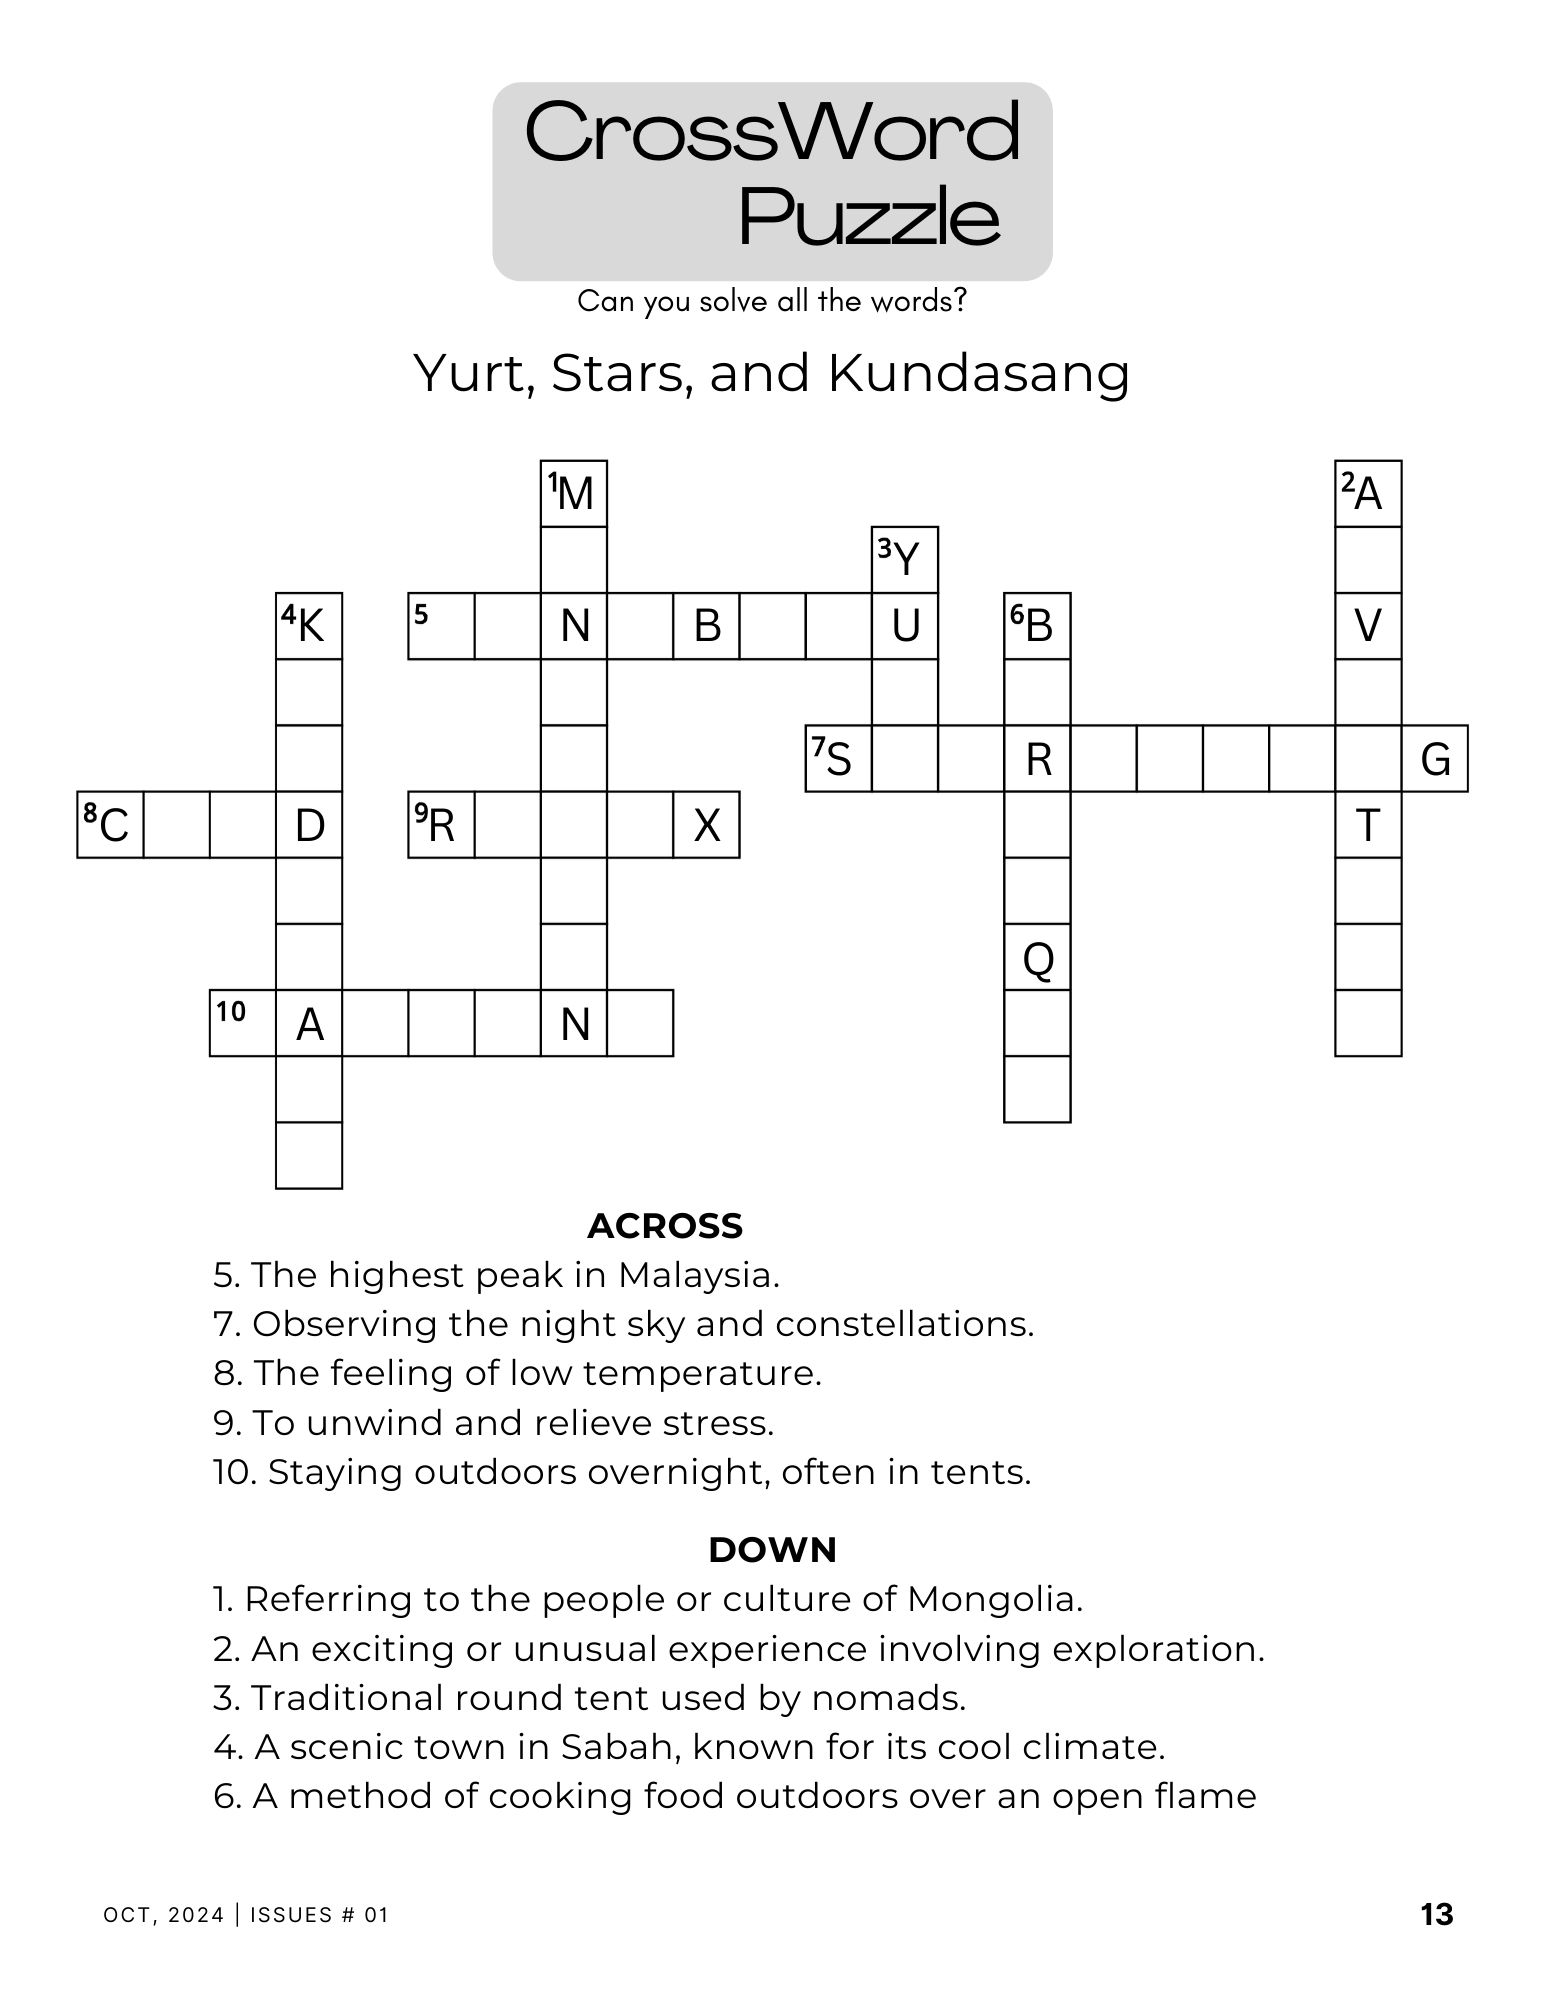 CrossWord
Puzzle
Can you solve all the words?
Yurt, Stars, and Kundasang
1M 2A
3Y
4K 5 N B U 6B V
7S R G
8C D 9R X T
Q
10 A N
ACROSS
5. The highest peak in Malaysia.
7. Observing the night sky and constellations.
8. The feeling of low temperature.
9. To unwind and relieve stress.
10. Staying outdoors overnight, often in tents.
DOWN
1. Referring to the people or culture of Mongolia.
2. An exciting or unusual experience involving exploration.
3. Traditional round tent used by nomads.
4. A scenic town in Sabah, known for its cool climate.
6. A method of cooking food outdoors over an open flame
OCT, 2024 | ISSUES # 01 13